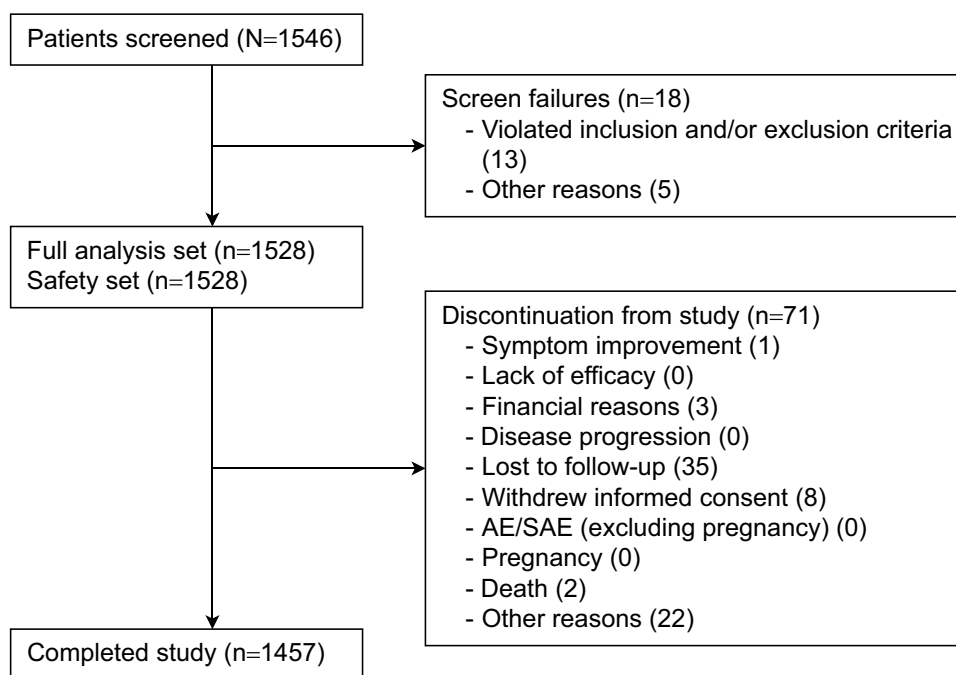 Patients screened (N=1546)
Screen failures (n=18)
- Violated inclusion and/or exclusion criteria
(13)
- Other reasons (5)
Full analysis set (n=1528)
Safety set (n=1528)
Discontinuation from study (n=71)
- Symptom improvement (1)
- Lack of efficacy (0)
- Financial reasons (3)
- Disease progression (0)
- Lost to follow-up (35)
- Withdrew informed consent (8)
- AE/SAE (excluding pregnancy) (0)
- Pregnancy (0)
- Death (2)
- Other reasons (22)
Completed study (n=1457)